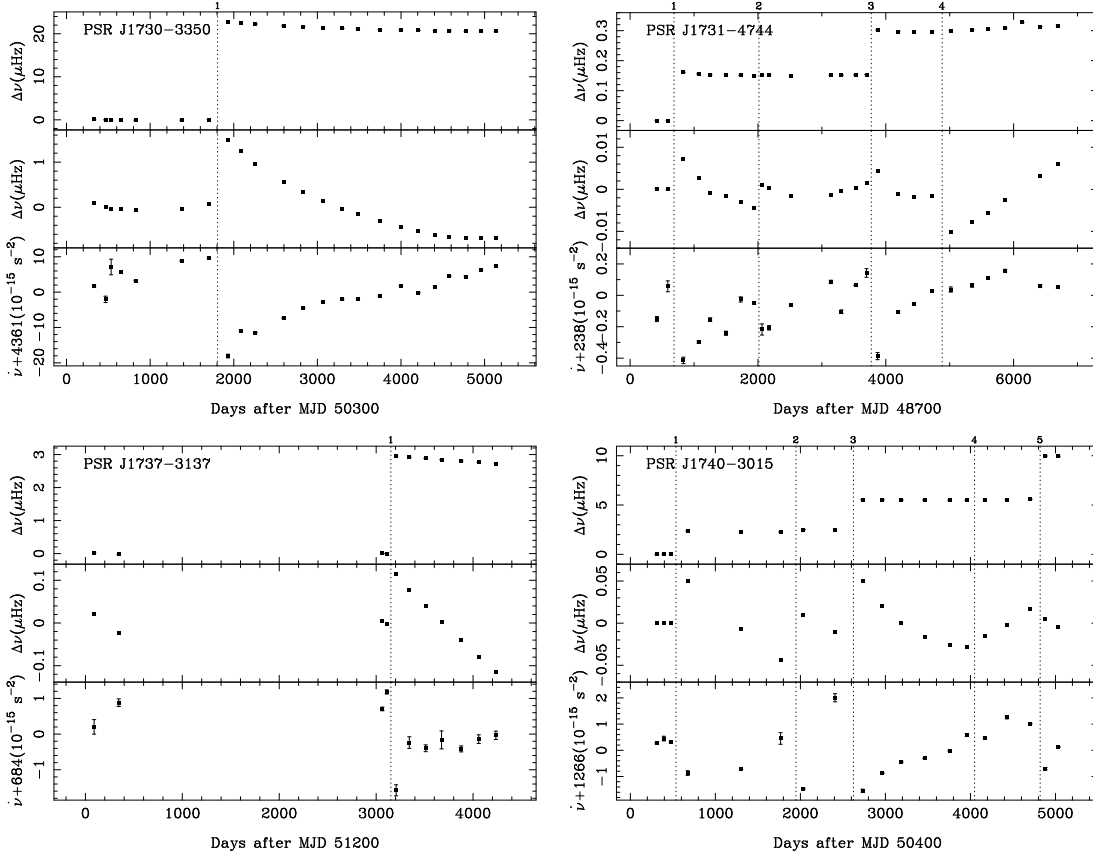 1
PSR J1730−3350
Δν(μHz)
0 10 20
Δν(μHz)
0 1
ν̇+4361(10⁻¹⁵ s⁻²)
−20 −10 0 10
0 1000 2000 3000 4000 5000
Days after MJD 50300
1 2 3 4
PSR J1731−4744
Δν(μHz)
0 0.1 0.2 0.3
Δν(μHz)
−0.01 0 0.01
ν̇+238(10⁻¹⁵ s⁻²)
−0.4 −0.2 0 0.2
0 2000 4000 6000
Days after MJD 48700
1
PSR J1737−3137
Δν(μHz)
0 1 2 3
Δν(μHz)
−0.1 0 0.1
ν̇+684(10⁻¹⁵ s⁻²)
−1 0 1
0 1000 2000 3000 4000
Days after MJD 51200
1 2 3 4 5
PSR J1740−3015
Δν(μHz)
0 5 10
Δν(μHz)
−0.05 0 0.05
ν̇+1266(10⁻¹⁵ s⁻²)
−1 0 1 2
0 1000 2000 3000 4000 5000
Days after MJD 50400